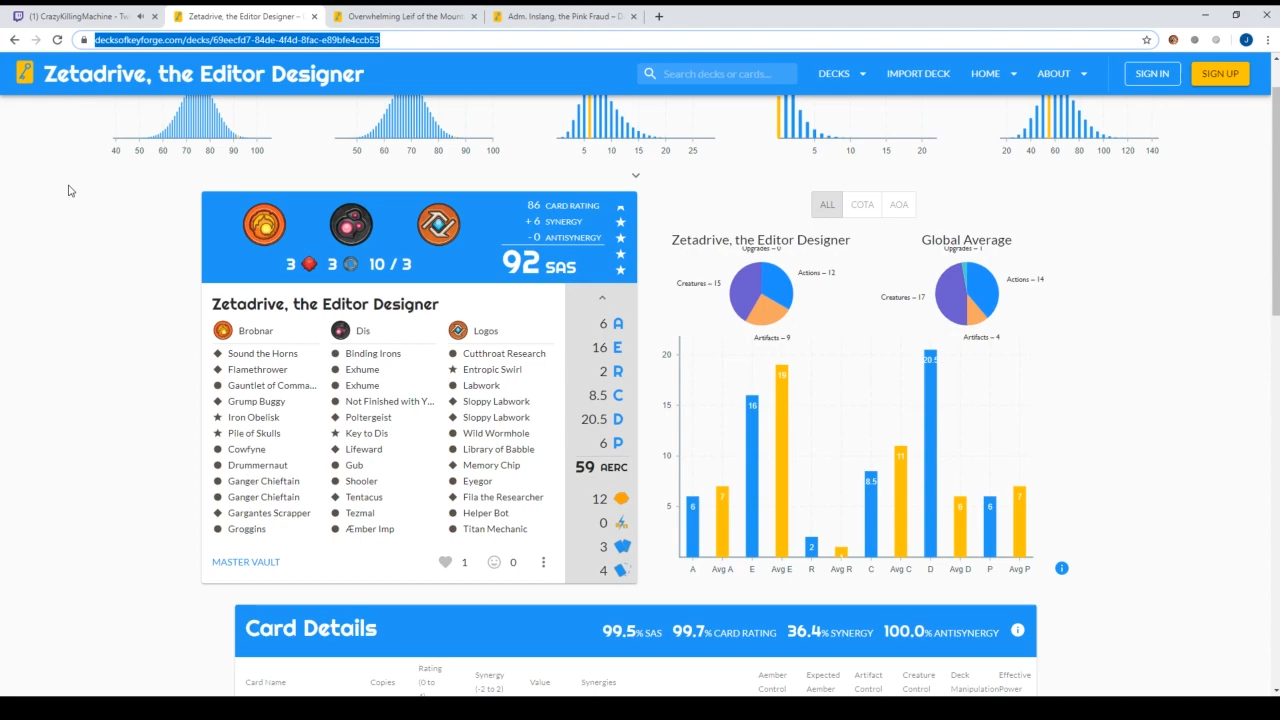 CrazyKillingMachine - Tw
Zetadrive, the Editor Designer –
Overwhelming Leif of the Mount
Adm. Inslang, the Pink Fraud – D
decksofkeyforge.com/decks/69eecfd7-84de-4f4d-8fac-e89bfe4ccb53
J
Zetadrive, the Editor Designer
Search decks or cards...
DECKS
IMPORT DECK
HOME
ABOUT
SIGN IN
SIGN UP
40 50 60 70 80 90 100
50 60 70 80 90 100
5 10 15 20 25
5 10 15 20
20 40 60 80 100 120 140
86 CARD RATING
+ 6 SYNERGY
- 0 ANTISYNERGY
92 SAS
3 3 10 / 3
ALL COTA AOA
Zetadrive, the Editor Designer
Upgrades – 0
Actions – 12
Creatures – 15
Artifacts – 9
Global Average
Upgrades – 1
Actions – 14
Creatures – 17
Artifacts – 4
Zetadrive, the Editor Designer
Brobnar
Sound the Horns
Flamethrower
Gauntlet of Comma...
Grump Buggy
Iron Obelisk
Pile of Skulls
Cowfyne
Drummernaut
Ganger Chieftain
Ganger Chieftain
Gargantes Scrapper
Groggins
Dis
Binding Irons
Exhume
Exhume
Not Finished with Y...
Poltergeist
Key to Dis
Lifeward
Gub
Shooler
Tentacus
Tezmal
Æmber Imp
Logos
Cutthroat Research
Entropic Swirl
Labwork
Sloppy Labwork
Sloppy Labwork
Wild Wormhole
Library of Babble
Memory Chip
Eyegor
Fila the Researcher
Helper Bot
Titan Mechanic
MASTER VAULT
1
0
6 A
16 E
2 R
8.5 C
20.5 D
6 P
59 AERC
12
0
3
4
20
15
10
5
6 7 16 19 2 1 8.5 11 20.5 6 6 7
A Avg A E Avg E R Avg R C Avg C D Avg D P Avg P
Card Details
99.5% SAS 99.7% CARD RATING 36.4% SYNERGY 100.0% ANTISYNERGY
Card Name
Copies
Rating
(0 to
Synergy
(-2 to 2)
Value
Synergies
Aember
Control
Expected
Aember
Artifact
Control
Creature
Control
Deck
Manipulation
Effective
Power